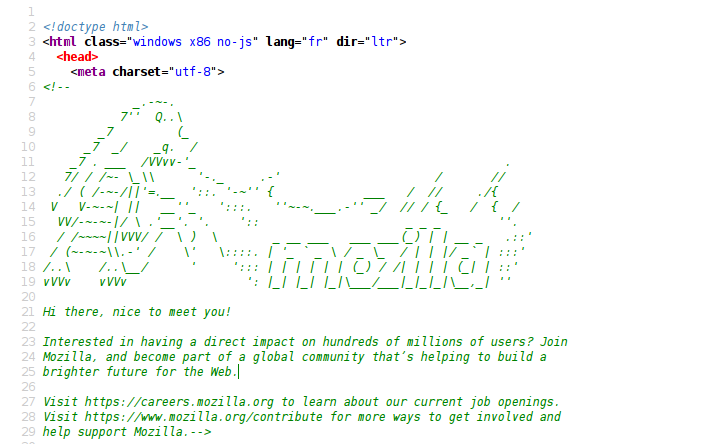 1
2 <!doctype html>
3 <html class="windows x86 no-js" lang="fr" dir="ltr">
4   <head>
5     <meta charset="utf-8">
6 <!--
7              _.-~-.
8            7''  Q..\
9         _7         (_
10       _7  _/    _q.  /
11     _7 . ___  /VVvv-'_                                            .
12    7/ / /~- \_\\      '-._     .-'                      /       //
13   ./ ( /-~-/||'=.__  '::. '-~'' {             ___   /  //     ./{
14  V   V-~-~| ||   __''_   ':::.   ''~-~.___.-'' _/  // / {_   /  {  /
15   VV/-~-~-|/ \ .'__'. '.    '::                     _ _ _        ''.
16   / /~~~~||VVV/ /  \ )  \        _ __ ___   ___ ___(_) | | __ _   .::'
17  / (~-~-~\\.-' /    \'   \::::. | '_ ` _ \ / _ \_  / | | |/ _` | :::'
18 /..\    /..\__/      '     '::: | | | | | | (_) / /| | | | (_| | ::'
19 vVVv    vVVv                 ': |_| |_| |_|\___/___|_|_|_|\__,_| ''
20
21 Hi there, nice to meet you!
22
23 Interested in having a direct impact on hundreds of millions of users? Join
24 Mozilla, and become part of a global community that's helping to build a
25 brighter future for the Web.
26
27 Visit https://careers.mozilla.org to learn about our current job openings.
28 Visit https://www.mozilla.org/contribute for more ways to get involved and
29 help support Mozilla.-->